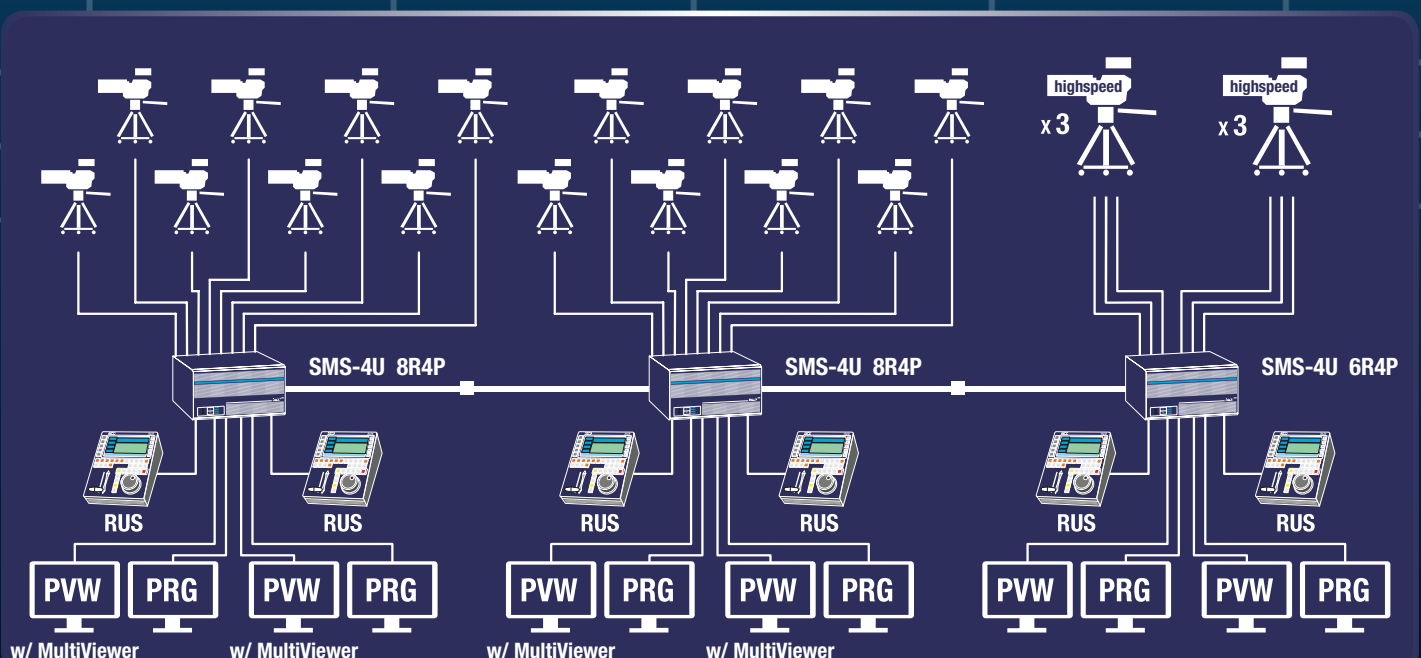 highspeed
highspeed
x 3
x 3
SMS-4U 8R4P
SMS-4U 8R4P
SMS-4U 6R4P
RUS
RUS
RUS
RUS
RUS
RUS
PVW
PRG
PVW
PRG
PVW
PRG
PVW
PRG
PVW
PRG
PVW
PRG
w/ MultiViewer
w/ MultiViewer
w/ MultiViewer
w/ MultiViewer